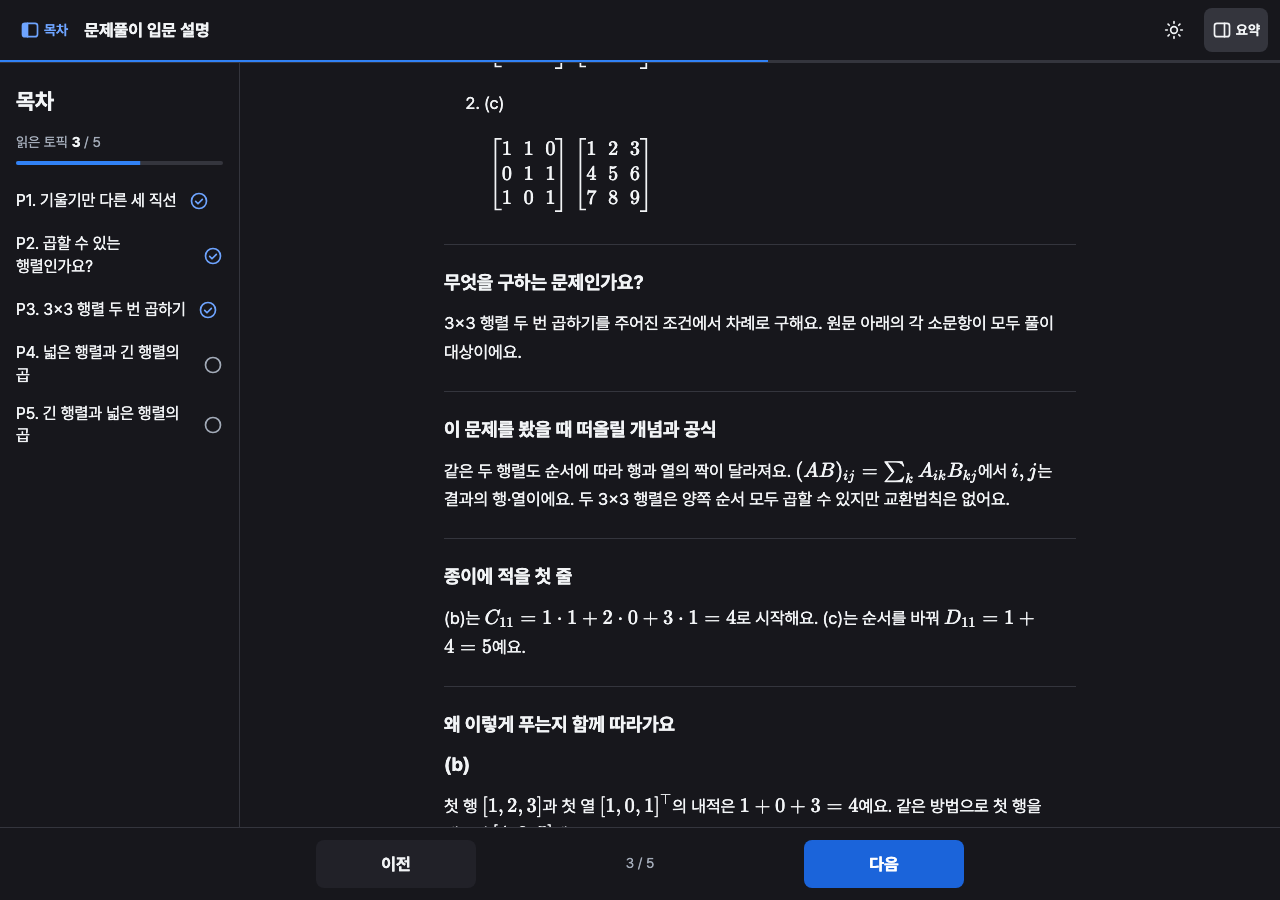 목차 문제풀이 입문 설명 요약
목차
읽은 토픽 3 / 5
P1. 기울기만 다른 세 직선
P2. 곱할 수 있는
행렬인가요?
P3. 3×3 행렬 두 번 곱하기
P4. 넓은 행렬과 긴 행렬의
곱
P5. 긴 행렬과 넓은 행렬의
곱
2. (c)
[1 1 0] [1 2 3]
[0 1 1] [4 5 6]
[1 0 1] [7 8 9]
무엇을 구하는 문제인가요?
3×3 행렬 두 번 곱하기를 주어진 조건에서 차례로 구해요. 원문 아래의 각 소문항이 모두 풀이
대상이에요.
이 문제를 봤을 때 떠올릴 개념과 공식
같은 두 행렬도 순서에 따라 행과 열의 짝이 달라져요. (AB)ᵢⱼ = ∑ₖ AᵢₖBₖⱼ에서 i, j는
결과의 행·열이에요. 두 3×3 행렬은 양쪽 순서 모두 곱할 수 있지만 교환법칙은 없어요.
종이에 적을 첫 줄
(b)는 C₁₁ = 1 · 1 + 2 · 0 + 3 · 1 = 4로 시작해요. (c)는 순서를 바꿔 D₁₁ = 1 +
4 = 5예요.
왜 이렇게 푸는지 함께 따라가요
(b)
첫 행 [1, 2, 3]과 첫 열 [1, 0, 1]⊤의 내적은 1 + 0 + 3 = 4예요. 같은 방법으로 첫 행을
이전 3 / 5 다음